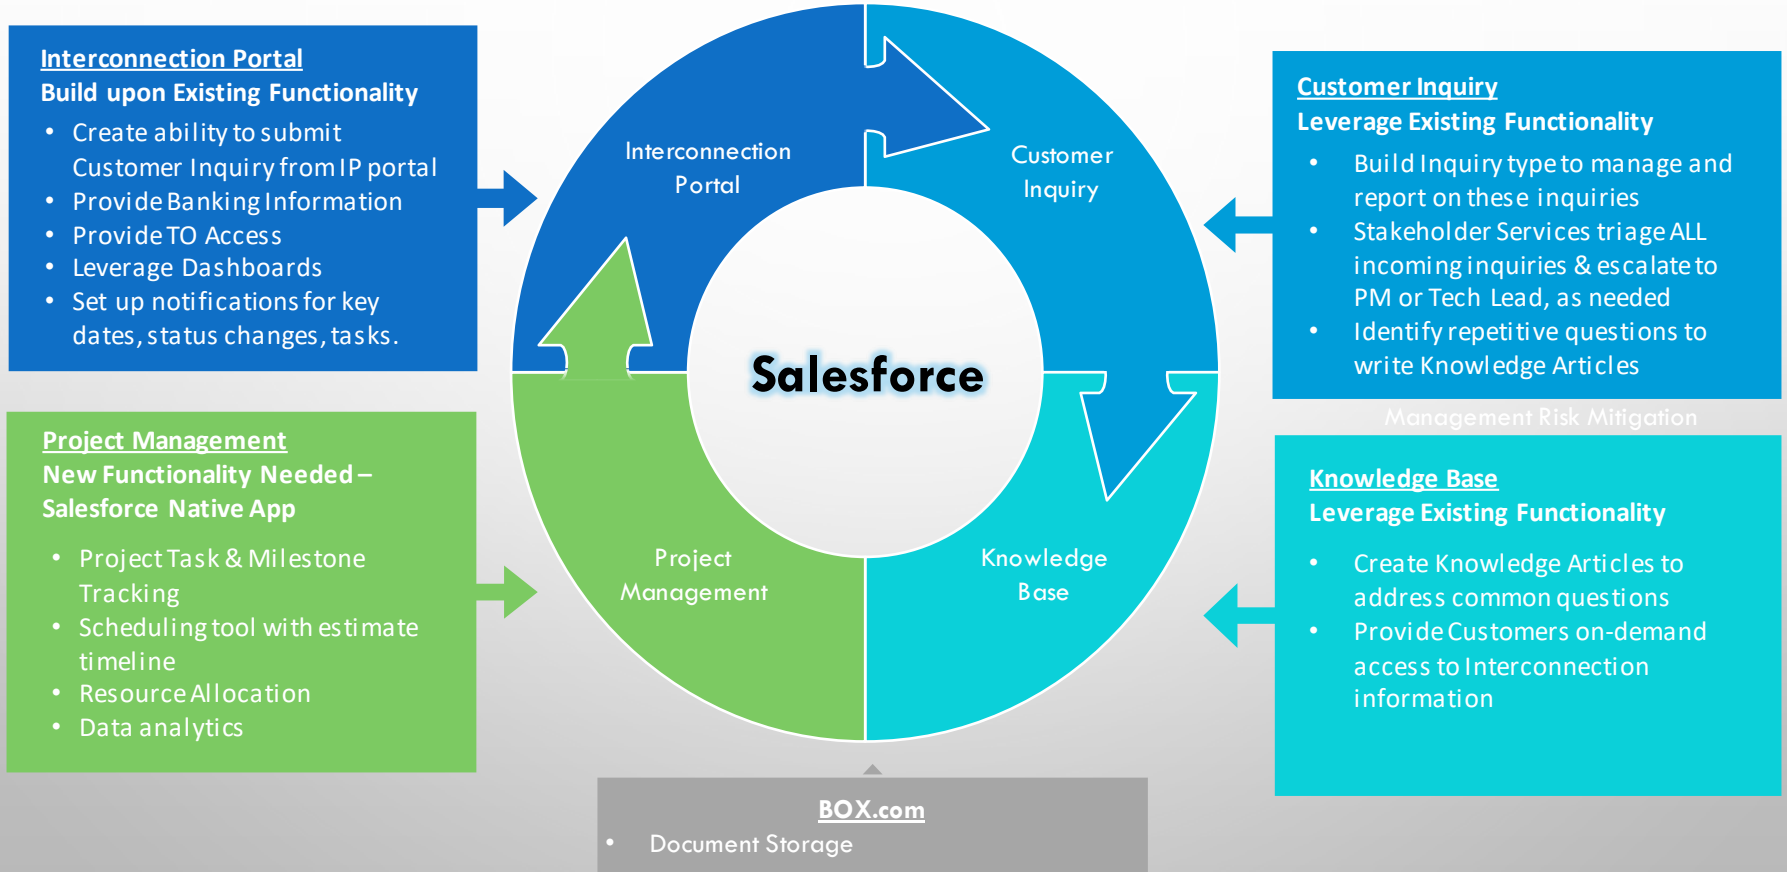 Interconnection Portal
Build upon Existing Functionality
• Create ability to submit
Customer Inquiry from IP portal
• Provide Banking Information
• Provide TO Access
• Leverage Dashboards
• Set up notifications for key
dates, status changes, tasks.
Project Management
New Functionality Needed –
Salesforce Native App
• Project Task & Milestone
Tracking
• Scheduling tool with estimate
timeline
• Resource Allocation
• Data analytics
Interconnection
Portal
Customer
Inquiry
Salesforce
Project
Management
Knowledge
Base
Customer Inquiry
Leverage Existing Functionality
• Build Inquiry type to manage and
report on these inquiries
• Stakeholder Services triage ALL
incoming inquiries & escalate to
PM or Tech Lead, as needed
• Identify repetitive questions to
write Knowledge Articles
Management Risk Mitigation
Knowledge Base
Leverage Existing Functionality
• Create Knowledge Articles to
address common questions
• Provide Customers on-demand
access to Interconnection
information
BOX.com
• Document Storage